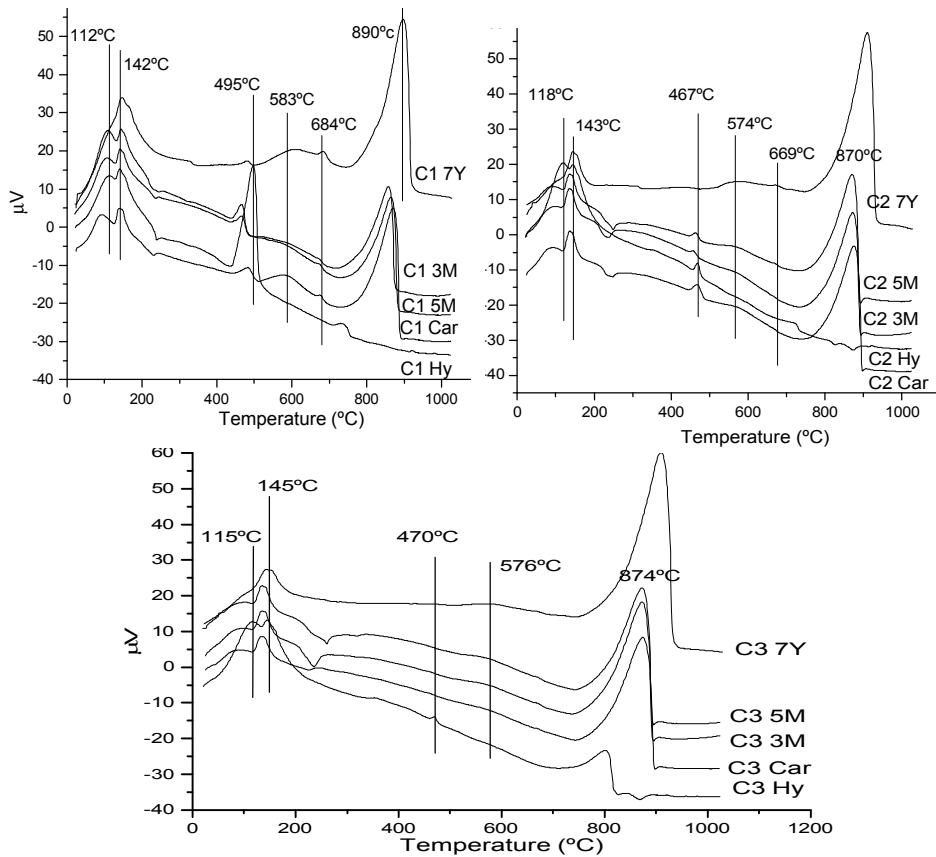 112ºC
142ºC
495ºC
583ºC
684ºC
890ºc
50
40
30
20
10
0
-10
-20
-30
-40
µV
C1 7Y
C1 3M
C1 5M
C1 Car
C1 Hy
0 200 400 600 800 1000
Temperature (ºC)
118ºC
143ºC
467ºC
574ºC
669ºC
870ºC
50
40
30
20
10
0
-10
-20
-30
-40
C2 7Y
C2 5M
C2 3M
C2 Hy
C2 Car
0 200 400 600 800 1000
Temperature (ºC)
115ºC
145ºC
470ºC
576ºC
874ºC
60
50
40
30
20
10
0
-10
-20
-30
-40
µV
C3 7Y
C3 5M
C3 3M
C3 Car
C3 Hy
0 200 400 600 800 1000 1200
Temperature (ºC)